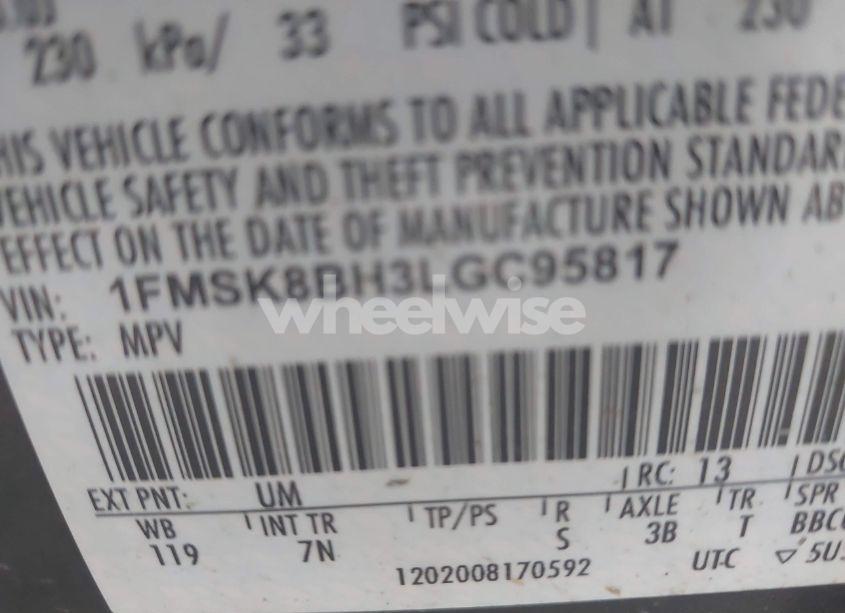 230 kPa/ 33 PSI COLD | AT 230
HIS VEHICLE CONFORMS TO ALL APPLICABLE FEDE
VEHICLE SAFETY AND THEFT PREVENTION STANDAR
EFFECT ON THE DATE OF MANUFACTURE SHOWN AB
VIN: 1FMSK8BH3LGC95817
wheelwise
TYPE: MPV
EXT PNT: UM RC: 13 DSO
WB INT TR TP/PS R AXLE TR SPR
119 7N S 3B T BBC
1202008170592 UTC 5U